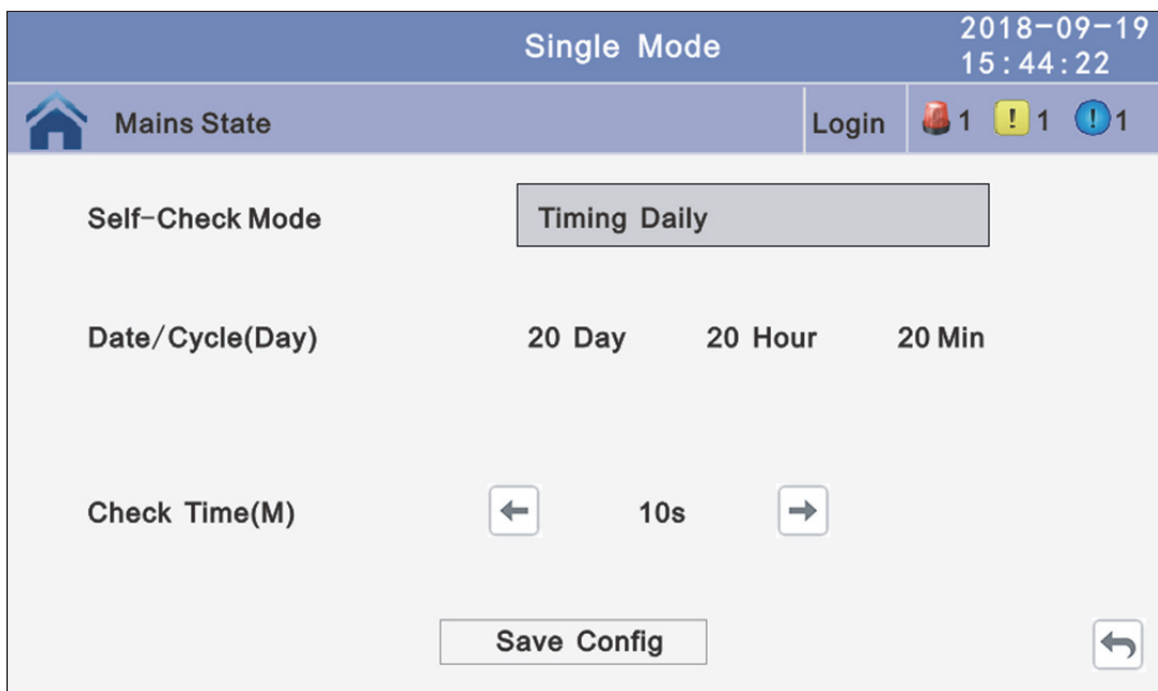 Single Mode
2018-09-19
15:44:22
Mains State
Login
1
! 1
! 1
Self-Check Mode
Timing Daily
Date/Cycle(Day)
20 Day
20 Hour
20 Min
Check Time(M)
10s
Save Config